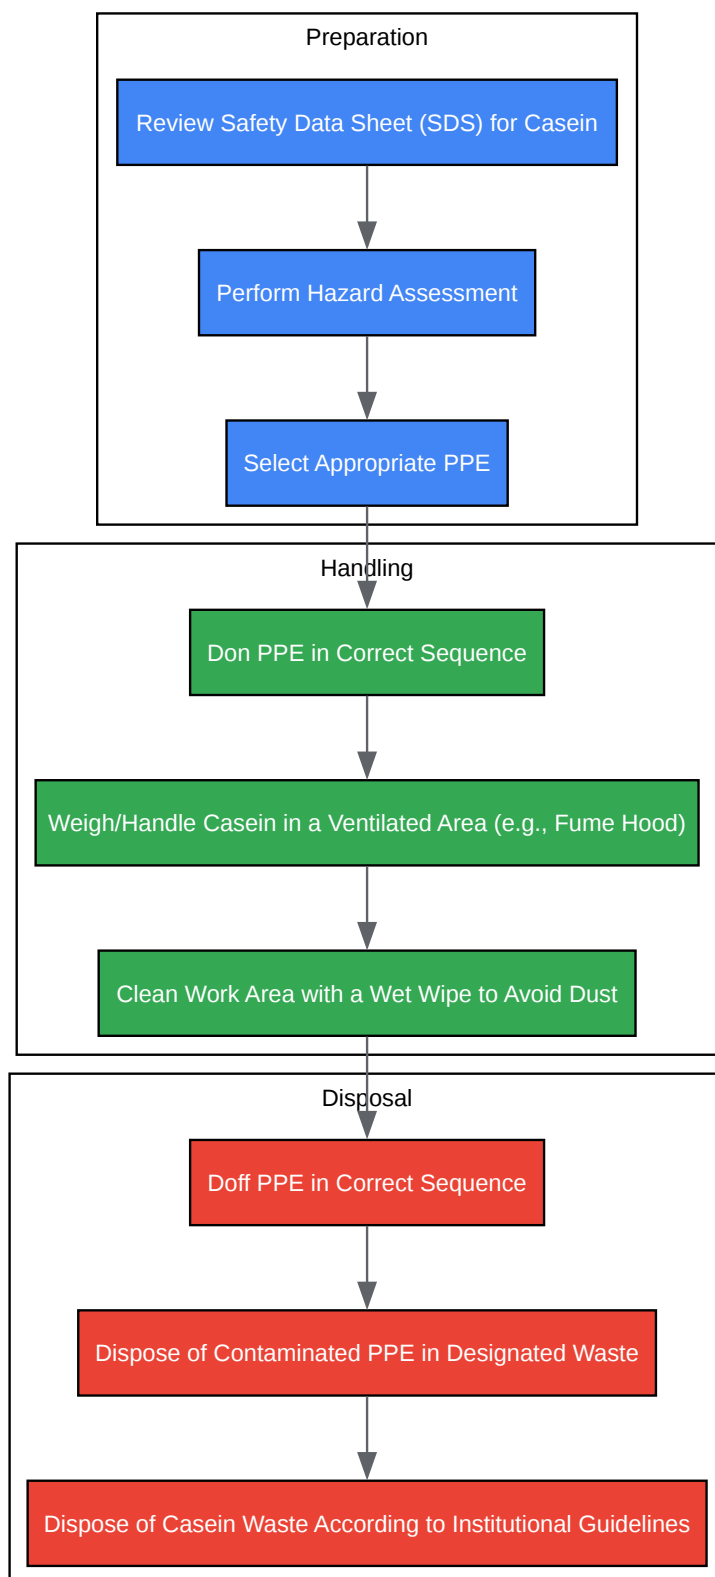 Preparation
Review Safety Data Sheet (SDS) for Casein
Perform Hazard Assessment
Select Appropriate PPE
Handling
Don PPE in Correct Sequence
Weigh/Handle Casein in a Ventilated Area (e.g., Fume Hood)
Clean Work Area with a Wet Wipe to Avoid Dust
Disposal
Doff PPE in Correct Sequence
Dispose of Contaminated PPE in Designated Waste
Dispose of Casein Waste According to Institutional Guidelines